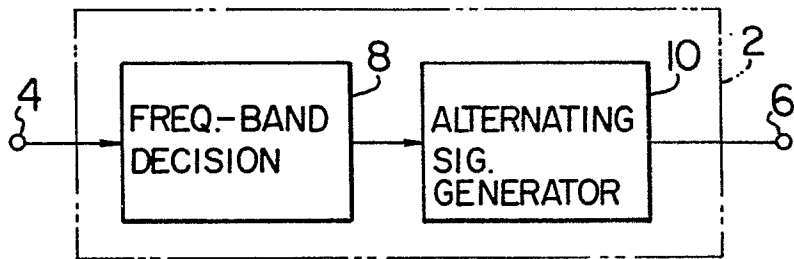 4
8
10
2
6
FREQ.-BAND
DECISION
ALTERNATING
SIG.
GENERATOR